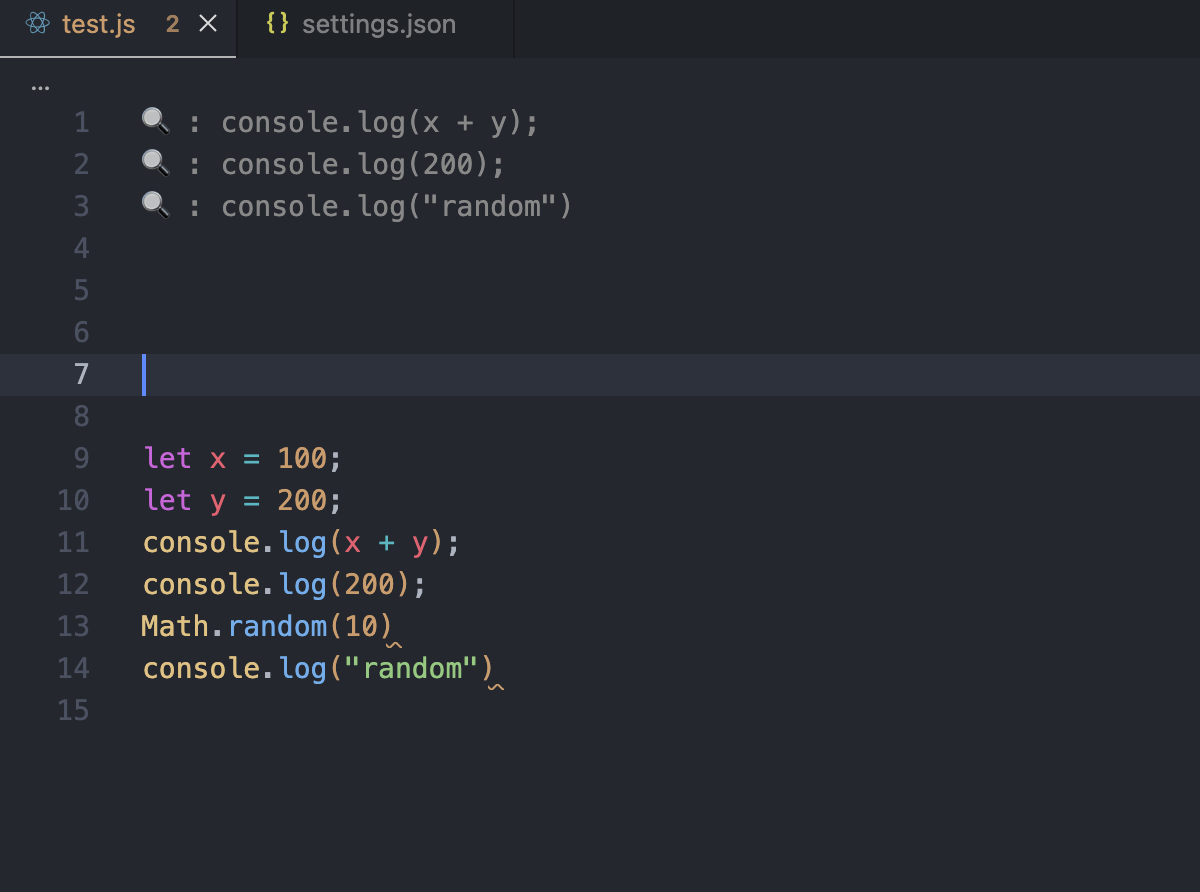 test.js 2 × {} settings.json
...
1 🔍 : console.log(x + y);
2 🔍 : console.log(200);
3 🔍 : console.log("random")
4
5
6
7
8
9 let x = 100;
10 let y = 200;
11 console.log(x + y);
12 console.log(200);
13 Math.random(10)
14 console.log("random")
15